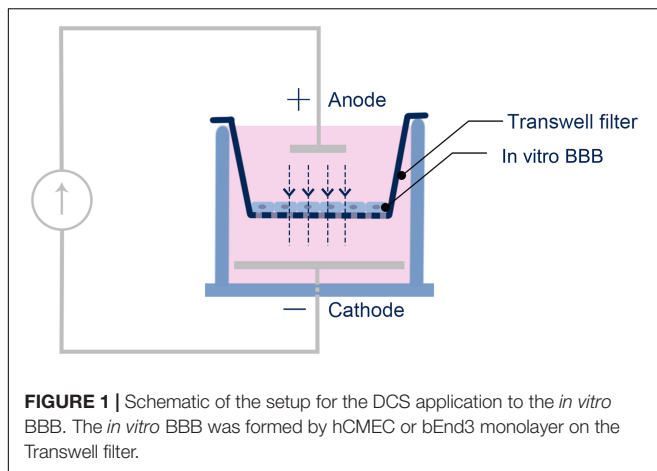 + Anode
Transwell filter
In vitro BBB
— Cathode
FIGURE 1 | Schematic of the setup for the DCS application to the in vitro
BBB. The in vitro BBB was formed by hCMEC or bEnd3 monolayer on the
Transwell filter.